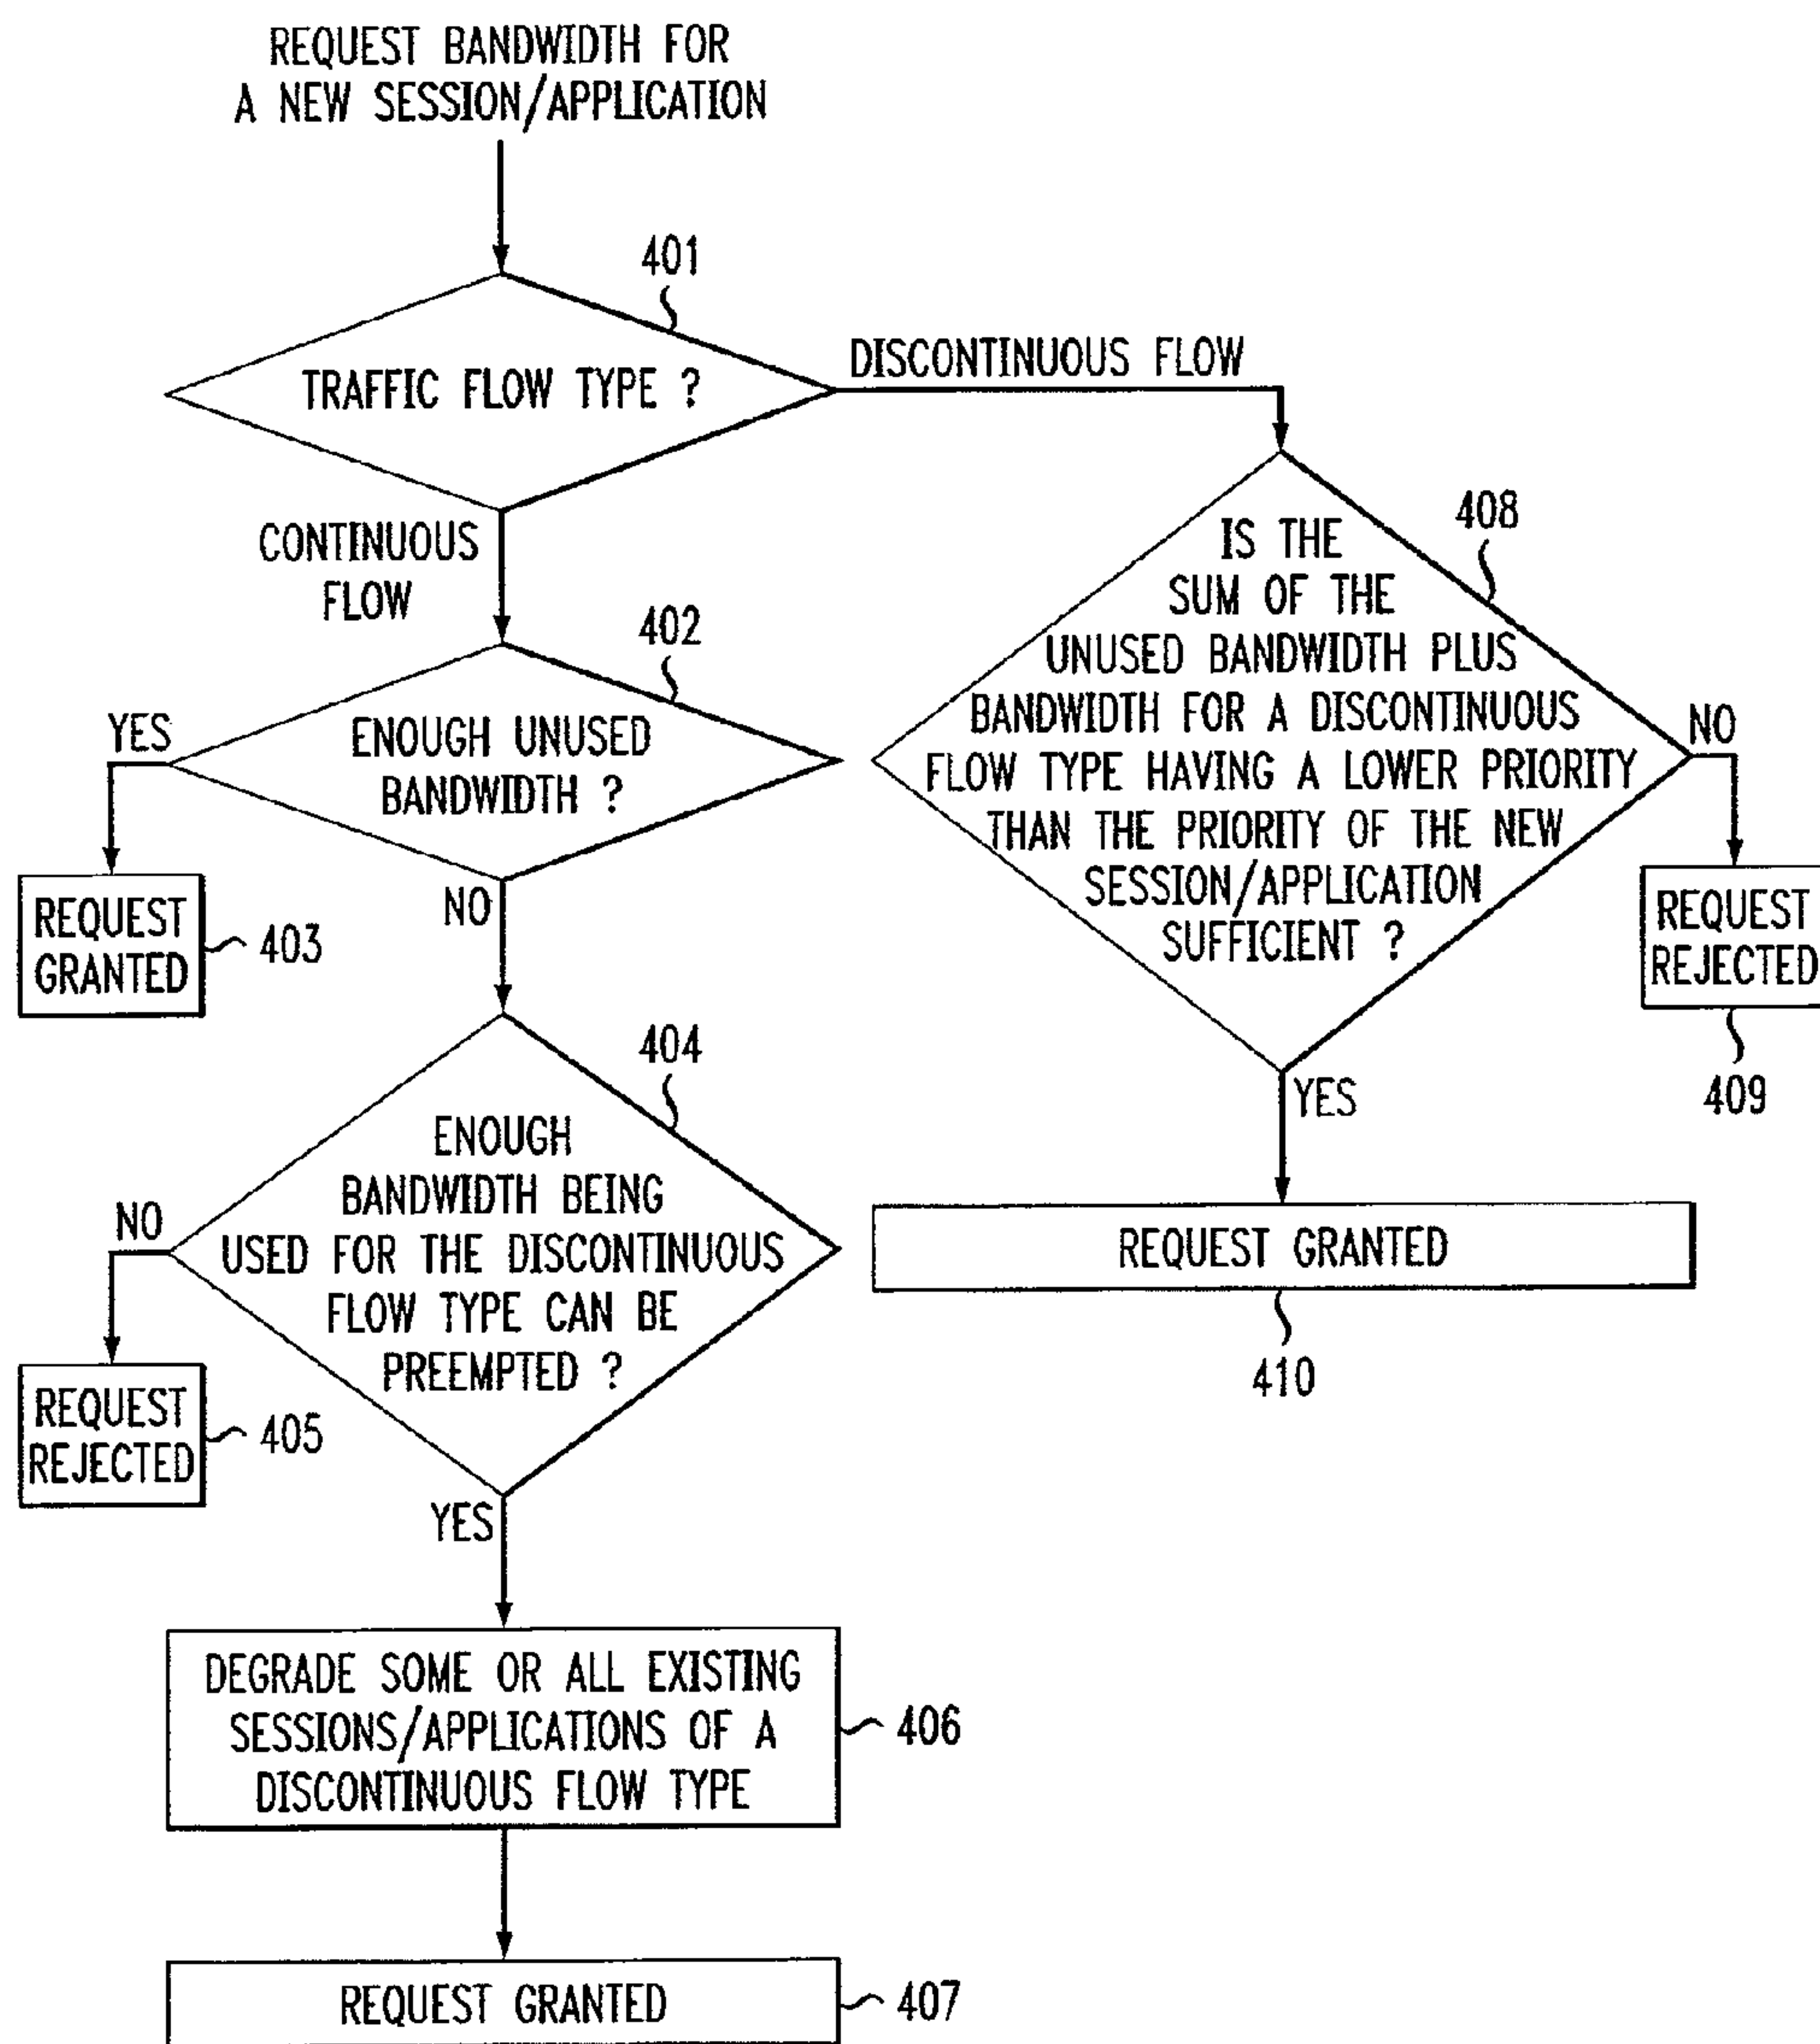 REQUEST BANDWIDTH FOR
A NEW SESSION/APPLICATION
401
TRAFFIC FLOW TYPE ?
DISCONTINUOUS FLOW
CONTINUOUS
FLOW
402
ENOUGH UNUSED
BANDWIDTH ?
YES
REQUEST
GRANTED
403
NO
404
ENOUGH
BANDWIDTH BEING
USED FOR THE DISCONTINUOUS
FLOW TYPE CAN BE
PREEMPTED ?
NO
REQUEST
REJECTED
405
YES
DEGRADE SOME OR ALL EXISTING
SESSIONS/APPLICATIONS OF A
DISCONTINUOUS FLOW TYPE
406
REQUEST GRANTED
407
408
IS THE
SUM OF THE
UNUSED BANDWIDTH PLUS
BANDWIDTH FOR A DISCONTINUOUS
FLOW TYPE HAVING A LOWER PRIORITY
THAN THE PRIORITY OF THE NEW
SESSION/APPLICATION
SUFFICIENT ?
NO
REQUEST
REJECTED
409
YES
REQUEST GRANTED
410